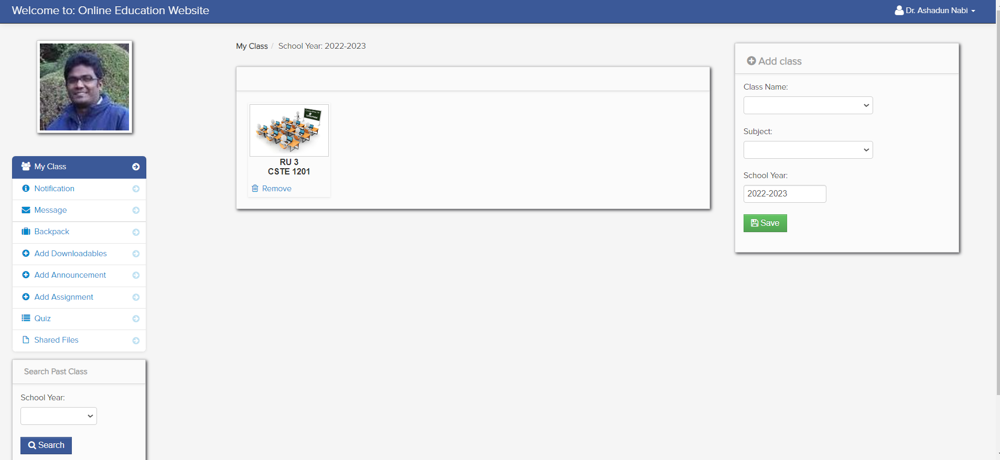 Welcome to: Online Education Website
Dr. Ashadun Nabi
My Class / School Year: 2022-2023
RU 3
CSTE 1201
Remove
Add class
Class Name:
Subject:
School Year:
2022-2023
Save
My Class
Notification
Message
Backpack
Add Downloadables
Add Announcement
Add Assignment
Quiz
Shared Files
Search Past Class
School Year:
Search